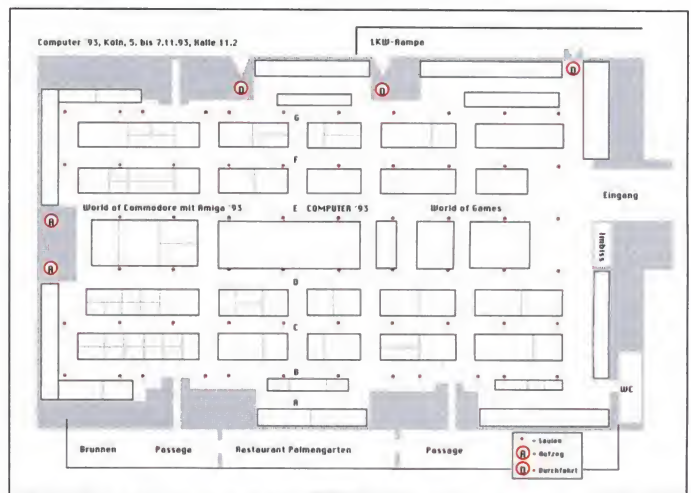 Computer '93, Köln, 5. bis 7.11.93, Halle 11.2
LKW-Rampe
D
D
D
G
F
Eingang
World of Commodore mit Amiga '93
E COMPUTER '93
World of Games
A
Imbiss
A
D
C
B
WC
A
Brunnen
Passage
Restaurant Palmengarten
Passage
• = Säulen
A = Aufzug
D = Durchfahrt